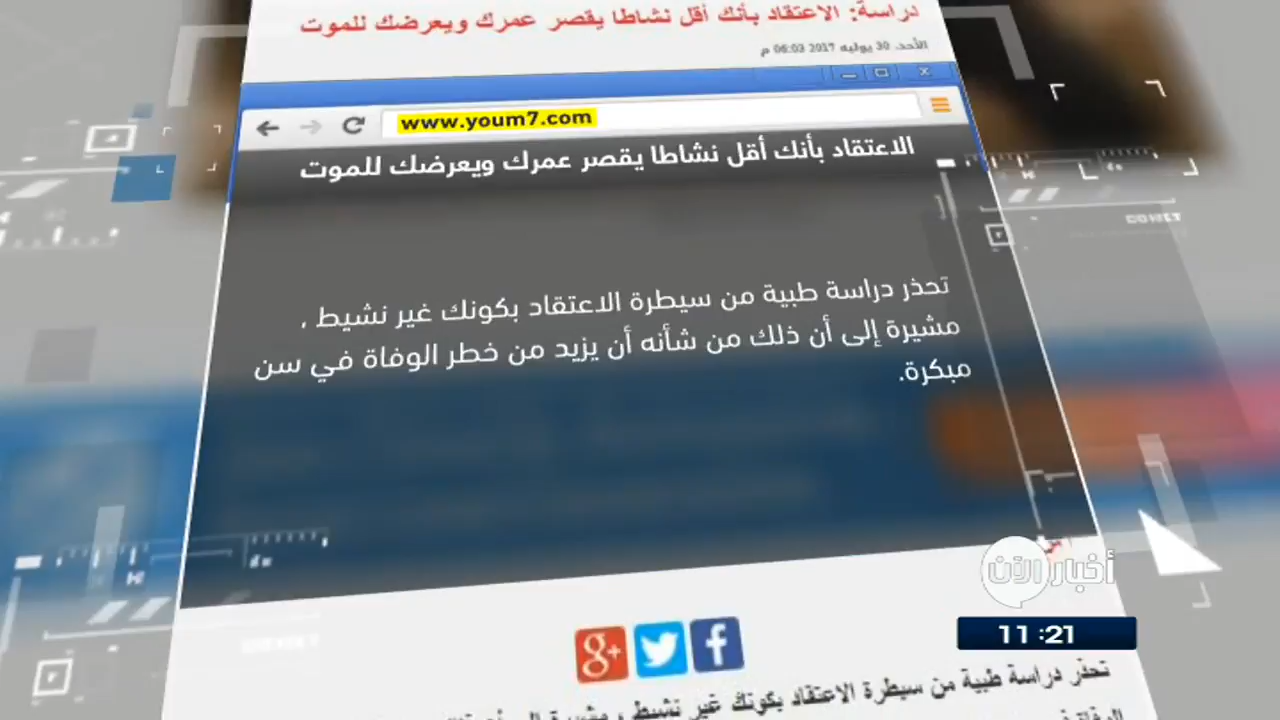 دراسة: الاعتقاد بأنك أقل نشاطا يقصر عمرك ويعرضك للموت
الأحد، 30 يوليه 2017 06:03 م
www.youm7.com
الاعتقاد بأنك أقل نشاطا يقصر عمرك ويعرضك للموت
تحذر دراسة طبية من سيطرة الاعتقاد بكونك غير نشيط ،
مشيرة إلى أن ذلك من شأنه أن يزيد من خطر الوفاة في سن
مبكرة.
أخبار الآن
11:21
تحذر دراسة طبية من سيطرة الاعتقاد بكونك غير نشيط ، مشيرة إلى أن